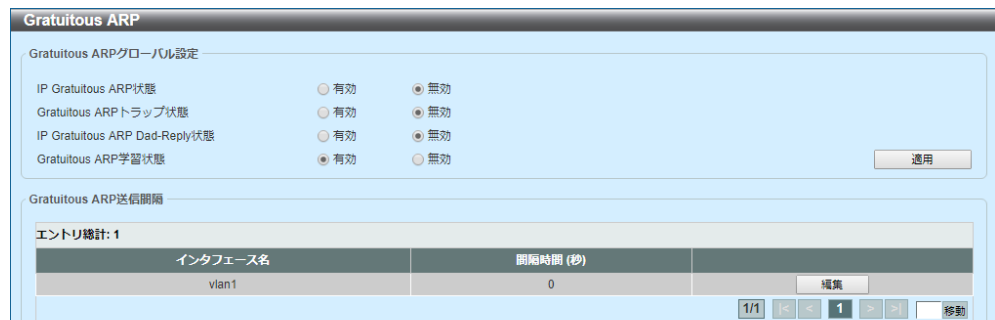 Gratuitous ARP
Gratuitous ARPグローバル設定
IP Gratuitous ARP状態 有効 無効
Gratuitous ARPトラップ状態 有効 無効
IP Gratuitous ARP Dad-Reply状態 有効 無効
Gratuitous ARP学習状態 有効 無効 適用
Gratuitous ARP送信間隔
エントリ総計: 1
インタフェース名 間隔時間 (秒)
vlan1 0 編集
1/1 |< < 1 > >| 移動